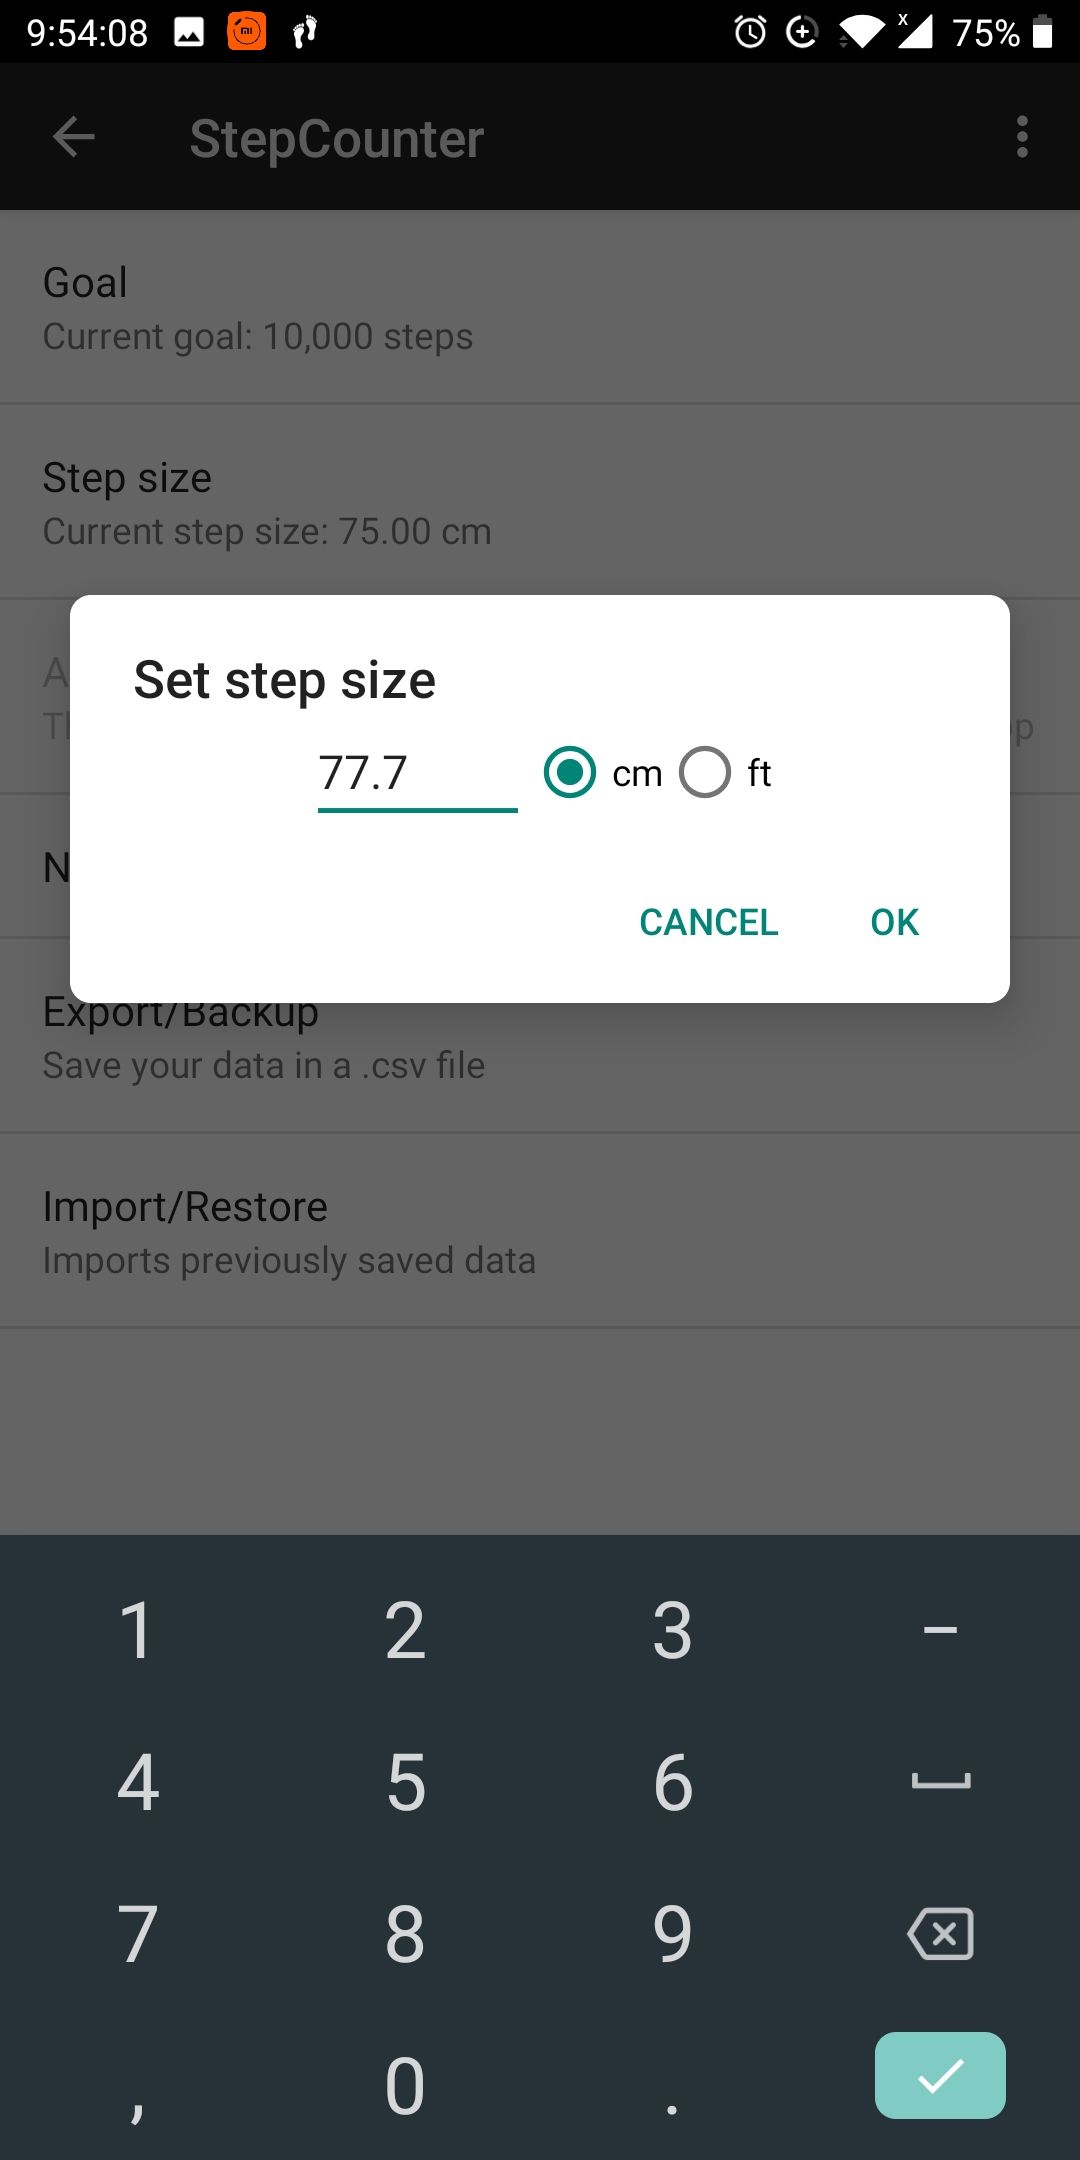 9:54:08 75%
StepCounter
Goal
Current goal: 10,000 steps
Step size
Current step size: 75.00 cm
Set step size
77.7 cm ft
CANCEL OK
Export/Backup
Save your data in a .csv file
Import/Restore
Imports previously saved data
1 2 3 –
4 5 6
7 8 9
, 0 .